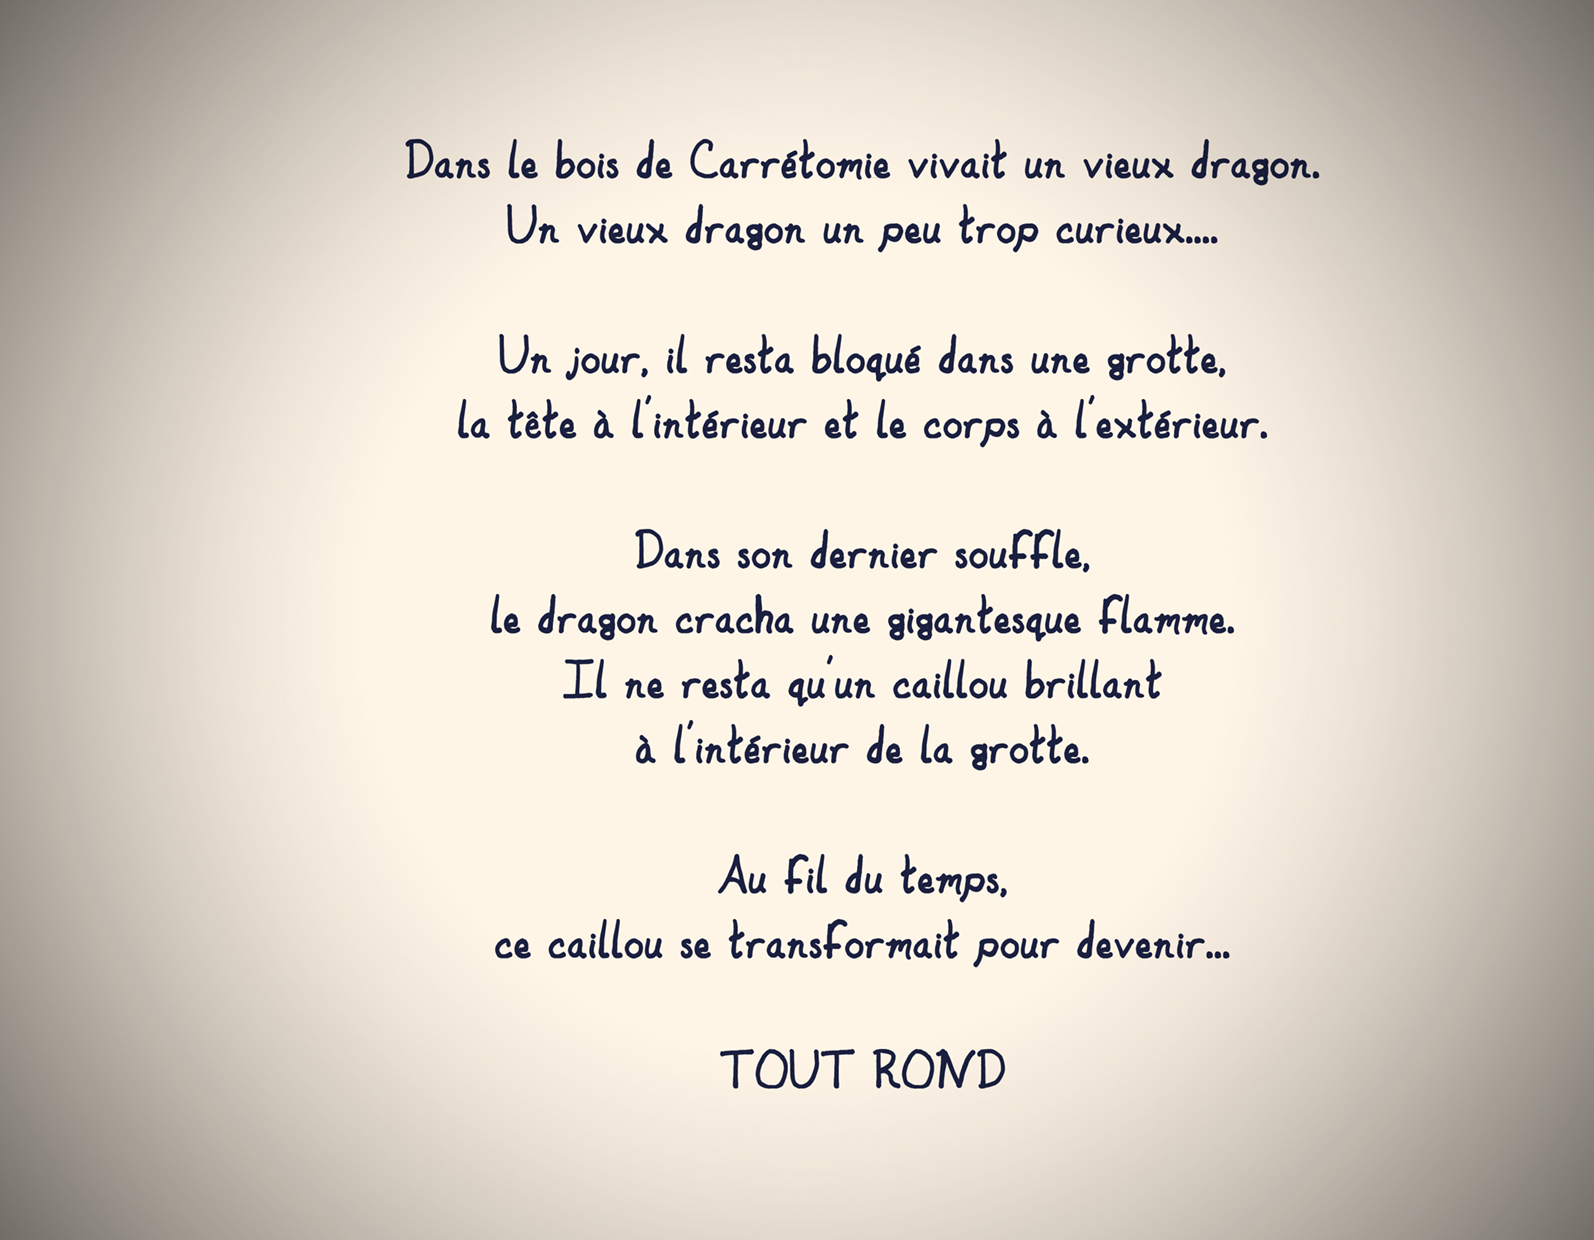 Dans le bois de Carrétomie vivait un vieux dragon.
Un vieux dragon un peu trop curieux....
Un jour, il resta bloqué dans une grotte,
la tête à l'intérieur et le corps à l'extérieur.
Dans son dernier souffle,
le dragon cracha une gigantesque flamme.
Il ne resta qu'un caillou brillant
à l'intérieur de la grotte.
Au fil du temps,
ce caillou se transformait pour devenir...
TOUT ROND